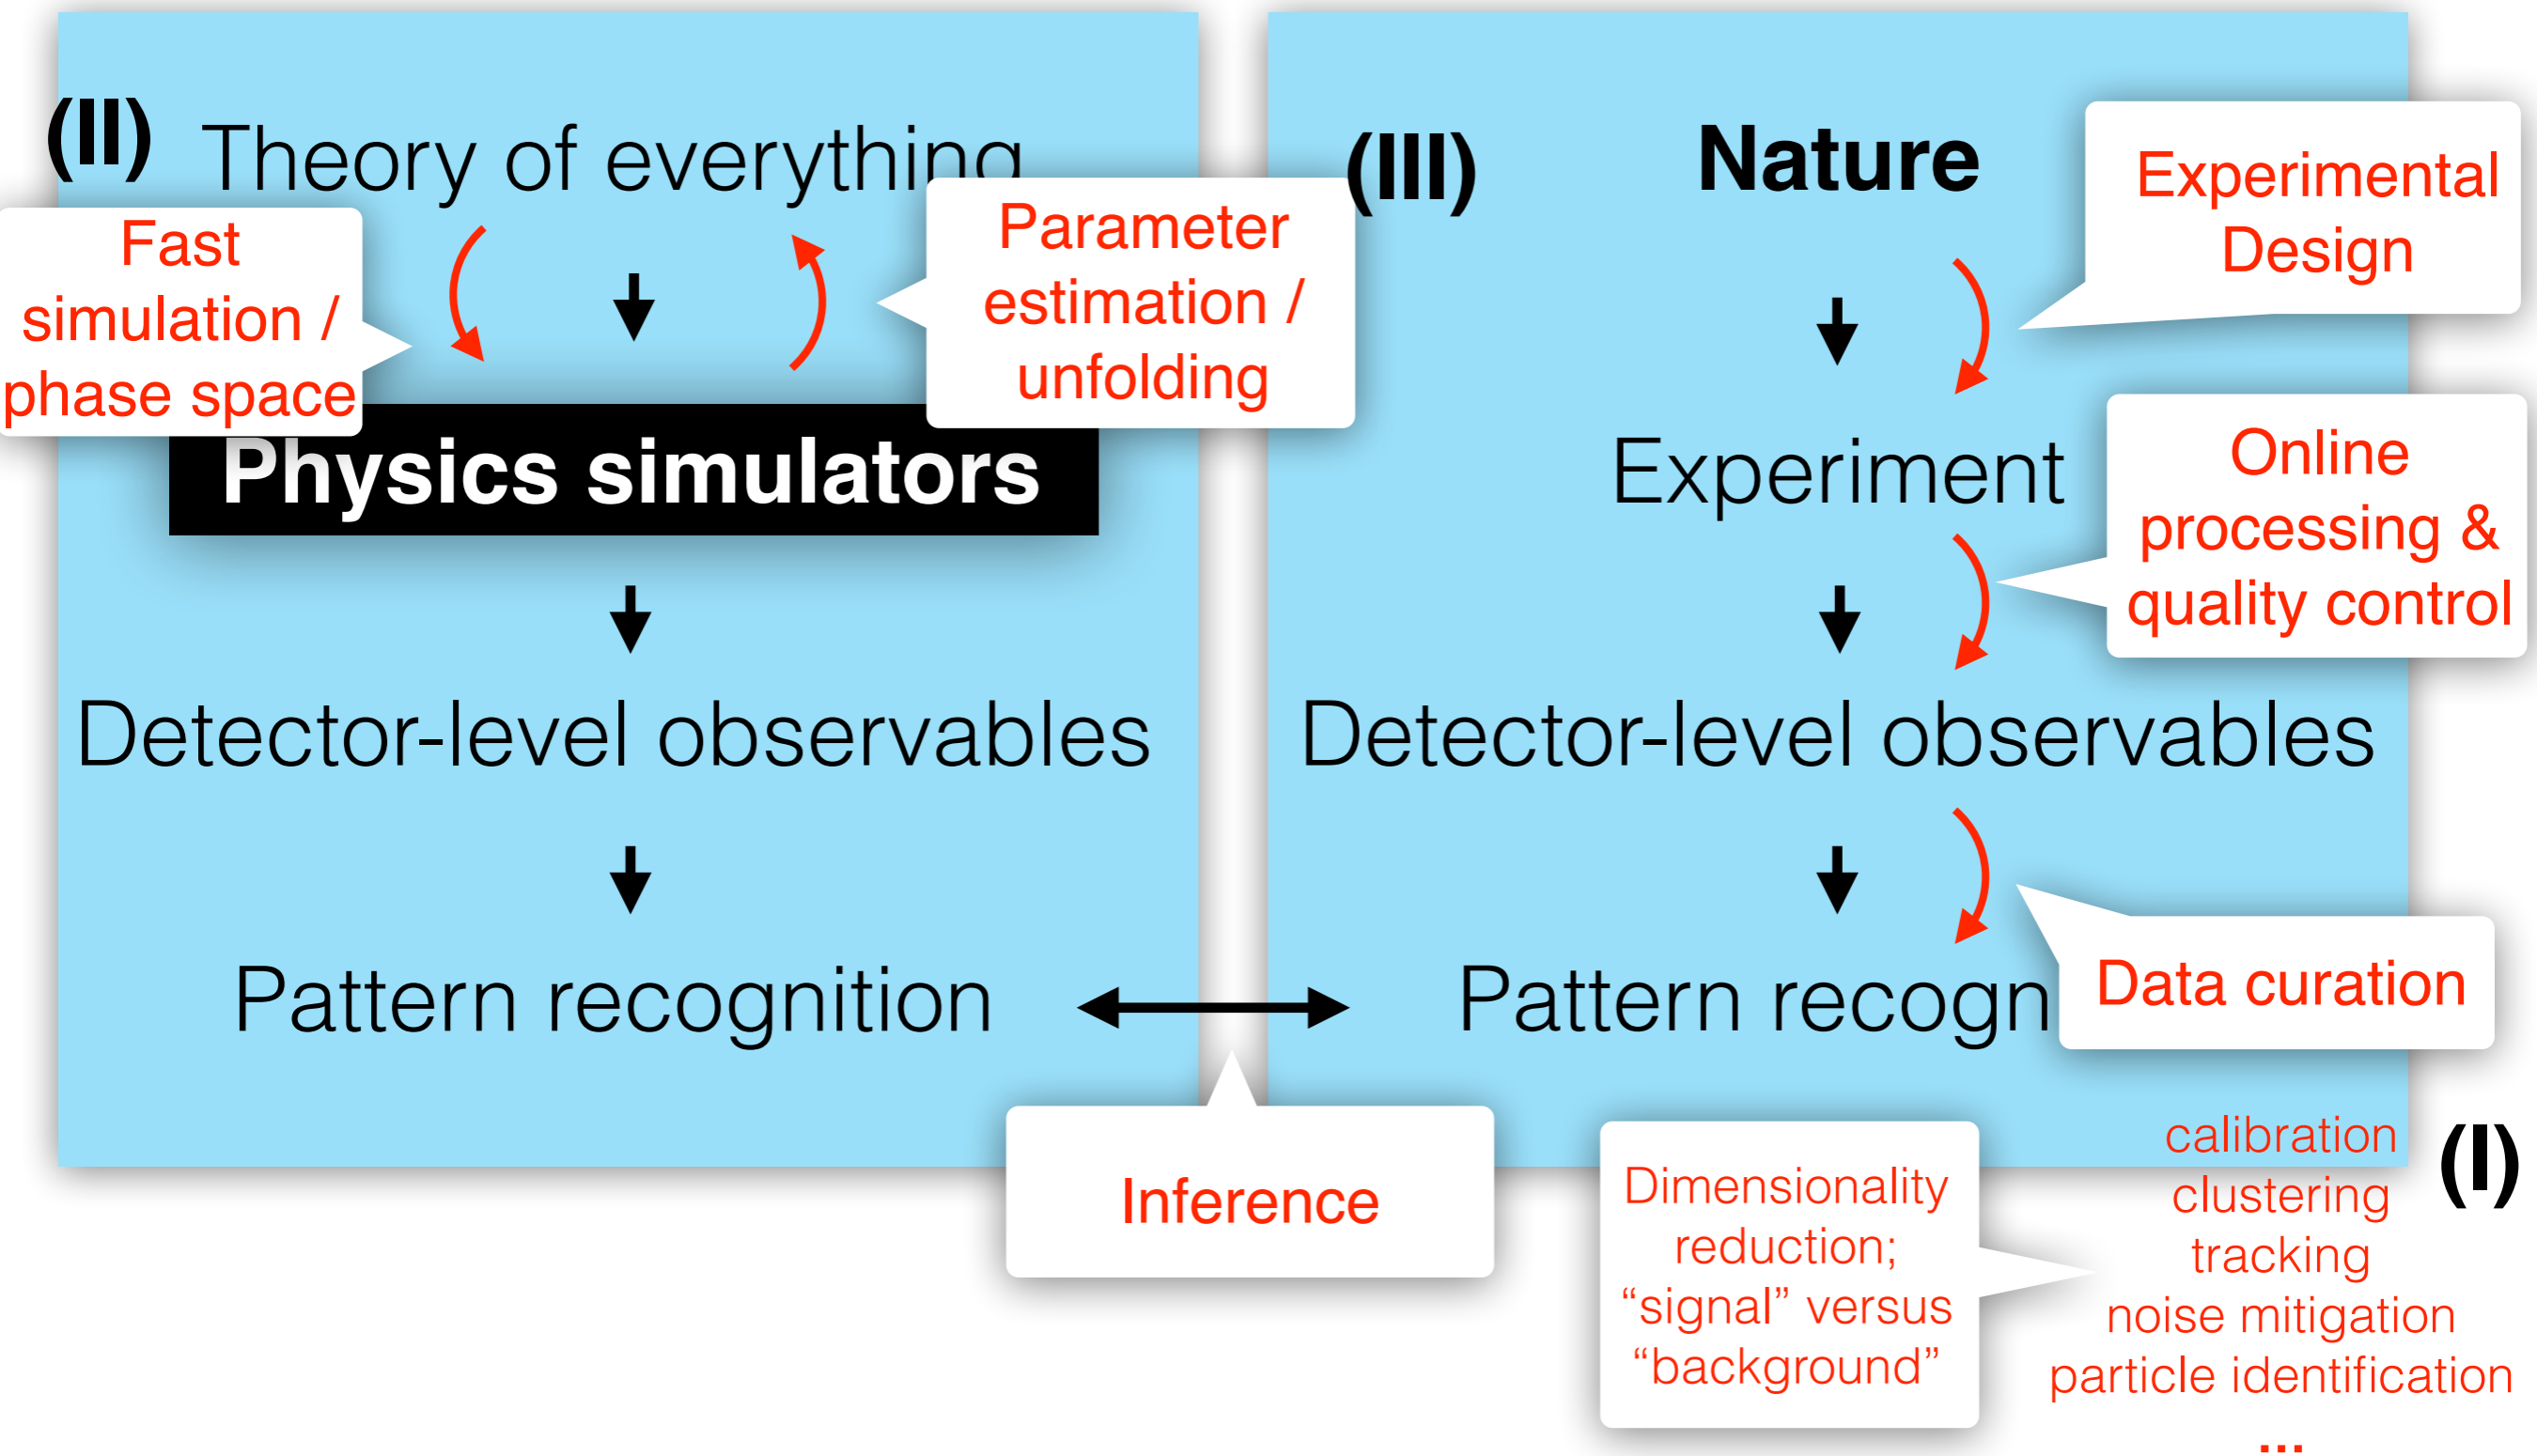 (II)
Theory of everything
Fast
simulation /
phase space
Parameter
estimation /
unfolding
Physics simulators
Detector-level observables
Pattern recognition
(III)
Nature
Experimental
Design
Experiment
Online
processing &
quality control
Detector-level observables
Pattern recogn
Data curation
Inference
Dimensionality
reduction;
“signal” versus
“background”
calibration
clustering
tracking
noise mitigation
particle identification
...
(I)